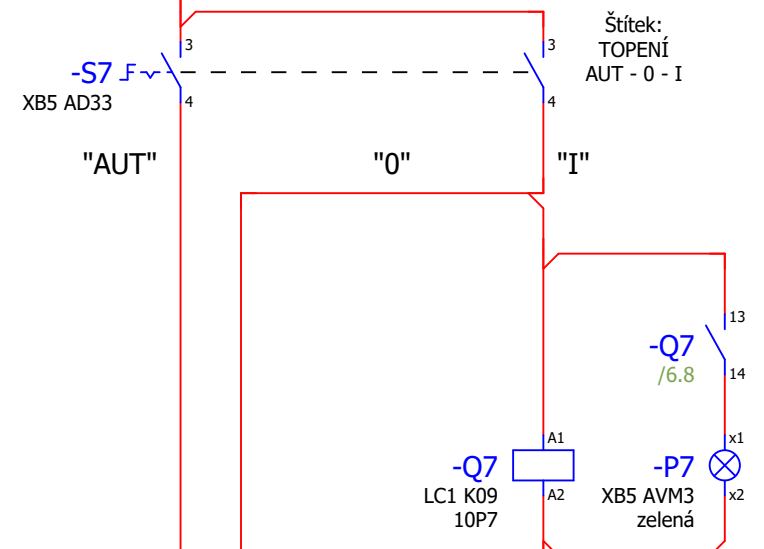 Štítek:
TOPENÍ
AUT - 0 - I
3
3
-S7
XB5 AD33
4
4
"AUT"
"0"
"I"
13
-Q7
/6.8
14
A1
x1
-Q7
-P7
LC1 K09
A2
XB5 AVM3
x2
10P7
zelená